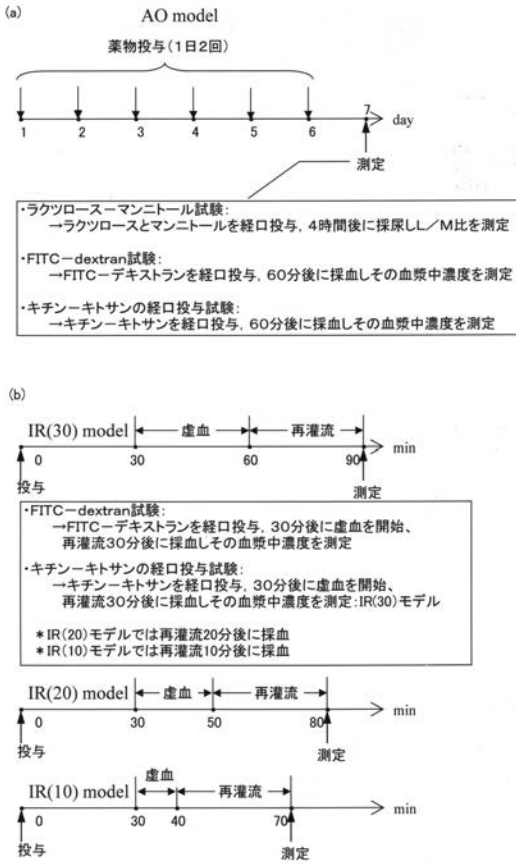 (a)
AO model
薬物投与(1日2回)
1 2 3 4 5 6 7 day
測定
・ラクツロース－マンニトール試験:
→ラクツロースとマンニトールを経口投与, 4時間後に採尿しL／M比を測定
・FITC－dextran試験:
→FITC－デキストランを経口投与, 60分後に採血しその血漿中濃度を測定
・キチン－キトサンの経口投与試験:
→キチン－キトサンを経口投与, 60分後に採血しその血漿中濃度を測定
(b)
IR(30) model 虚血 再灌流
0 30 60 90 min
投与 測定
・FITC－dextran試験:
→FITC－デキストランを経口投与, 30分後に虚血を開始、
再灌流30分後に採血しその血漿中濃度を測定
・キチン－キトサンの経口投与試験:
→キチン－キトサンを経口投与, 30分後に虚血を開始、
再灌流30分後に採血しその血漿中濃度を測定:IR(30)モデル
＊IR(20)モデルでは再灌流20分後に採血
＊IR(10)モデルでは再灌流10分後に採血
IR(20) model 虚血 再灌流
0 30 50 80 min
投与 測定
虚血
IR(10) model 再灌流
0 30 40 70 min
投与 測定